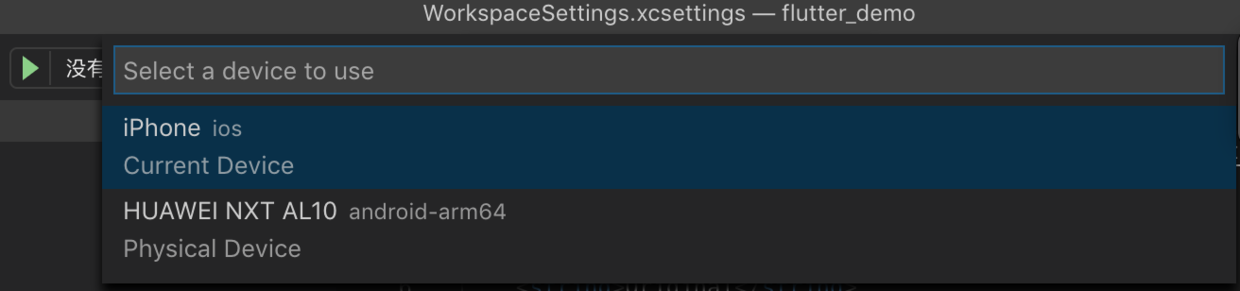 WorkspaceSettings.xcsettings — flutter_demo
没有
Select a device to use
iPhone ios
Current Device
HUAWEI NXT AL10 android-arm64
Physical Device